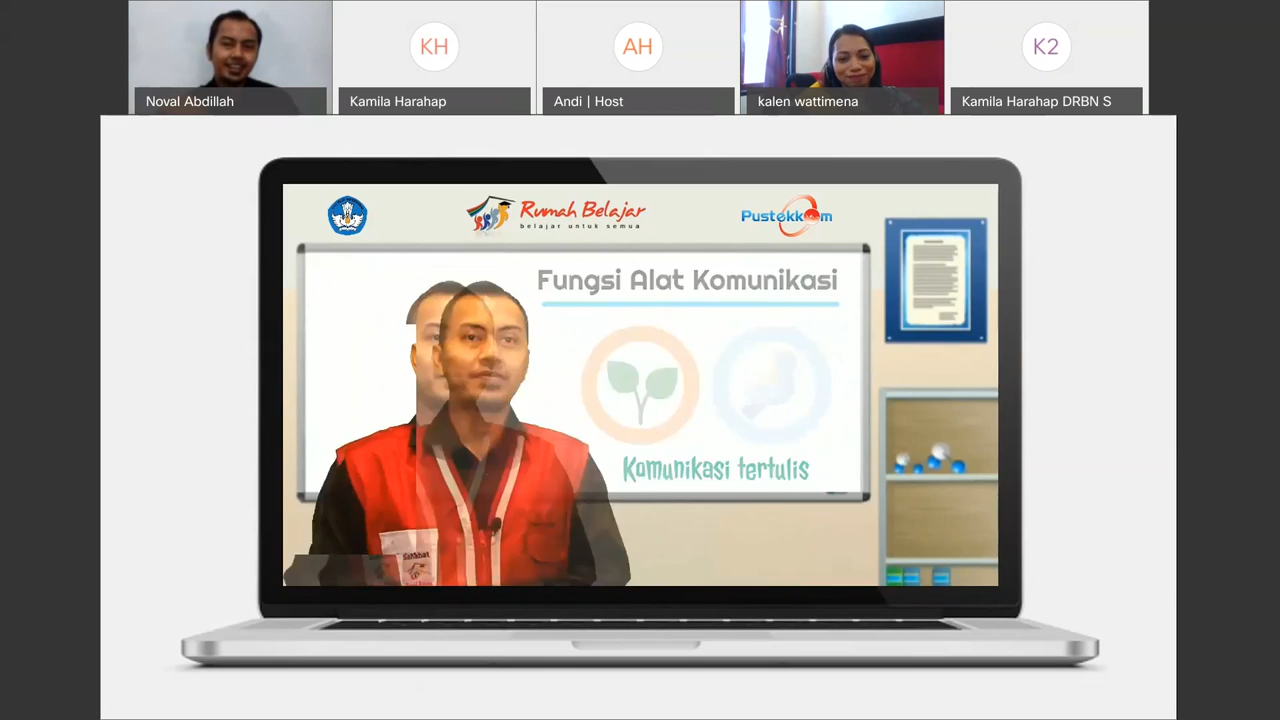 KH
AH
K2
Noval Abdillah
Kamila Harahap
Andi | Host
kalen wattimena
Kamila Harahap DRBN S
Rumah Belajar
belajar untuk semua
Pustekkom
Fungsi Alat Komunikasi
Komunikasi tertulis